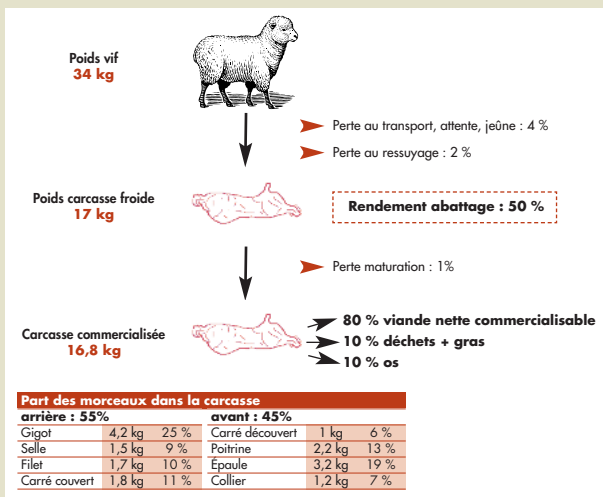 Poids vif
34 kg
Perte au transport, attente, jeûne : 4 %
Perte au ressuyage : 2 %
Poids carcasse froide
17 kg
Rendement abattage : 50 %
Perte maturation : 1%
Carcasse commercialisée
16,8 kg
80 % viande nette commercialisable
10 % déchets + gras
10 % os
Part des morceaux dans la carcasse
arrière : 55% avant : 45%
Gigot 4,2 kg 25 % Carré découvert 1 kg 6 %
Selle 1,5 kg 9 % Poitrine 2,2 kg 13 %
Filet 1,7 kg 10 % Épaule 3,2 kg 19 %
Carré couvert 1,8 kg 11 % Collier 1,2 kg 7 %